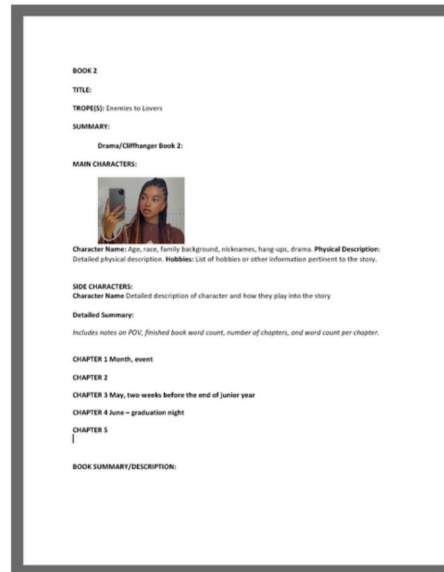 BOOK 2
TITLE:
TROPE(S): Enemies to Lovers
SUMMARY:
Drama/Cliffhanger Book 2:
MAIN CHARACTERS:
Character Name: Age, race, family background, nicknames, hang-ups, drama. Physical Description:
Detailed physical description. Hobbies: List of hobbies or other information pertinent to the story.
SIDE CHARACTERS:
Character Name Detailed description of character and how they play into the story
Detailed Summary:
Includes notes on POV, finished book word count, number of chapters, and word count per chapter.
CHAPTER 1 Month, event
CHAPTER 2
CHAPTER 3 May, two weeks before the end of junior year
CHAPTER 4 June – graduation night
CHAPTER 5
BOOK SUMMARY/DESCRIPTION: